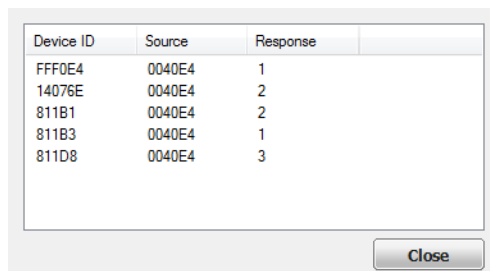 Device ID Source Response
FFF0E4 0040E4 1
14076E 0040E4 2
811B1 0040E4 2
811B3 0040E4 1
811D8 0040E4 3
Close